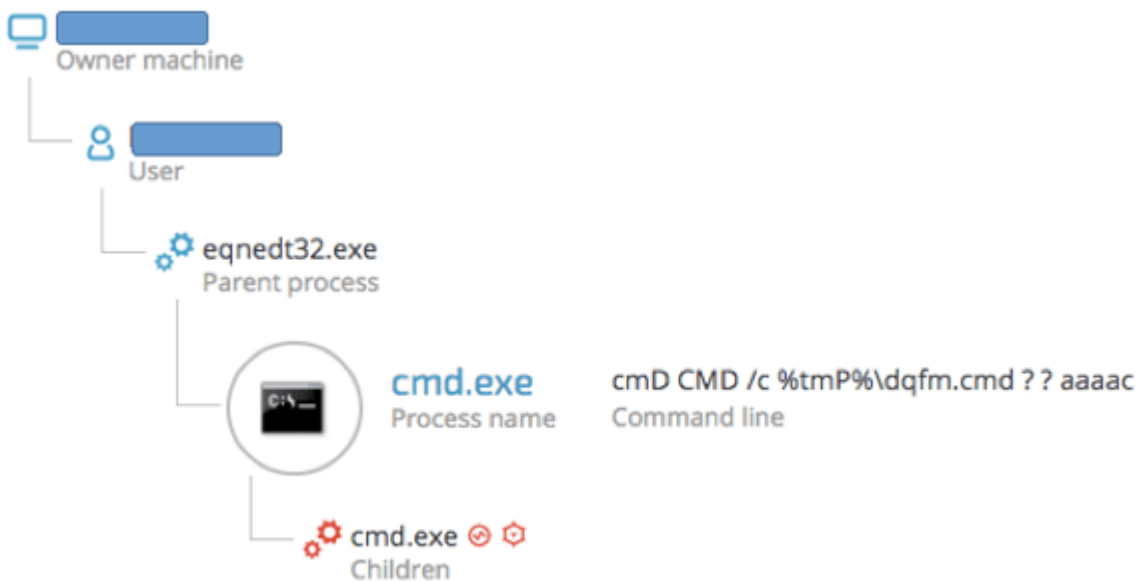 Owner machine
User
eqnedt32.exe
Parent process
cmd.exe cmD CMD /c %tmP%\dqfm.cmd ? ? aaaac
Process name Command line
C:\
cmd.exe
Children